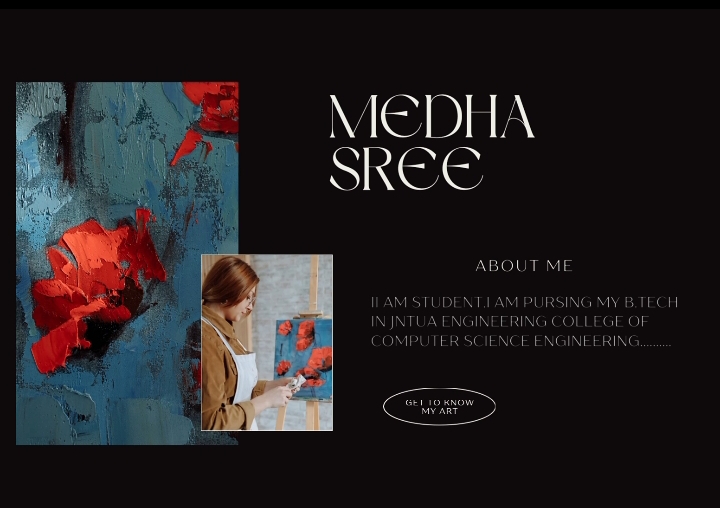 MEDHA
SREE
ABOUT ME
II AM STUDENT,I AM PURSING MY B.TECH
IN JNTUA ENGINEERING COLLEGE OF
COMPUTER SCIENCE ENGINEERING..........
GET TO KNOW
MY ART